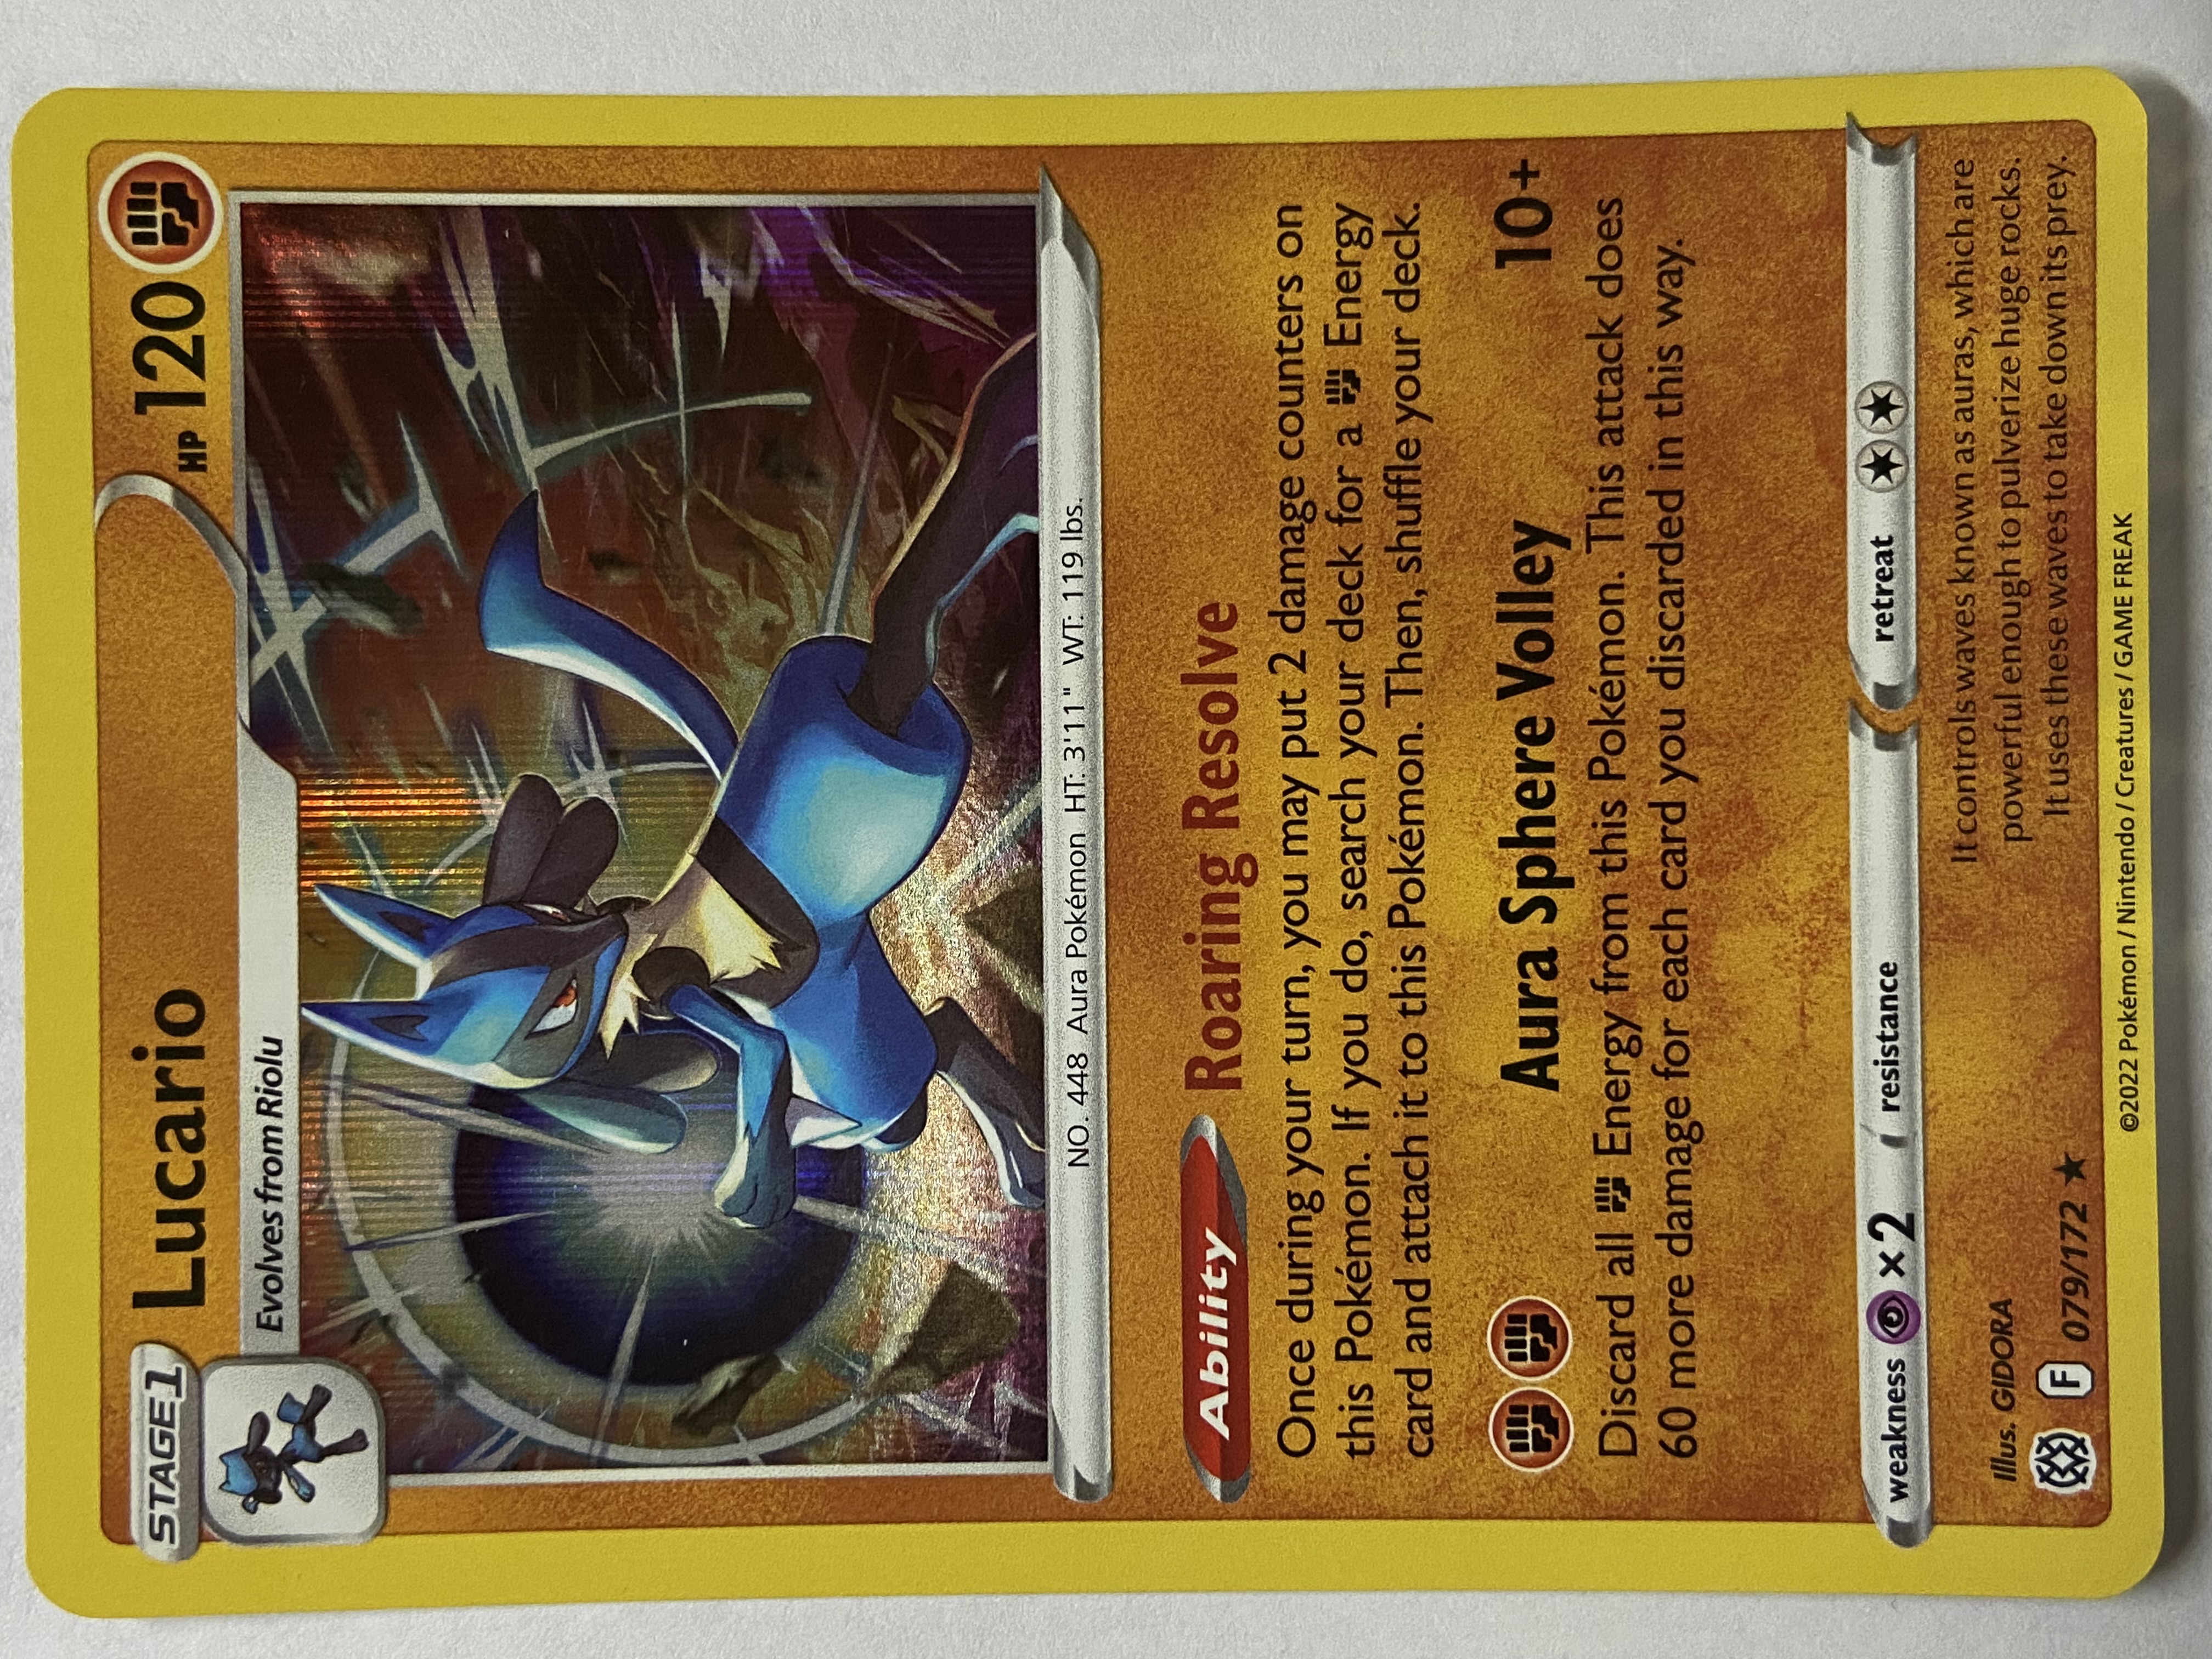 STAGE1 Lucario HP 120
Evolves from Riolu
NO. 448 Aura Pokémon HT: 3'11" WT: 119 lbs.
Ability Roaring Resolve
Once during your turn, you may put 2 damage counters on
this Pokémon. If you do, search your deck for a Energy
card and attach it to this Pokémon. Then, shuffle your deck.
Aura Sphere Volley 10+
Discard all Energy from this Pokémon. This attack does
60 more damage for each card you discarded in this way.
weakness ×2 resistance retreat
It controls waves known as auras, which are
powerful enough to pulverize huge rocks.
It uses these waves to take down its prey.
Illus. GIDORA
F 079/172 ★
©2022 Pokémon / Nintendo / Creatures / GAME FREAK